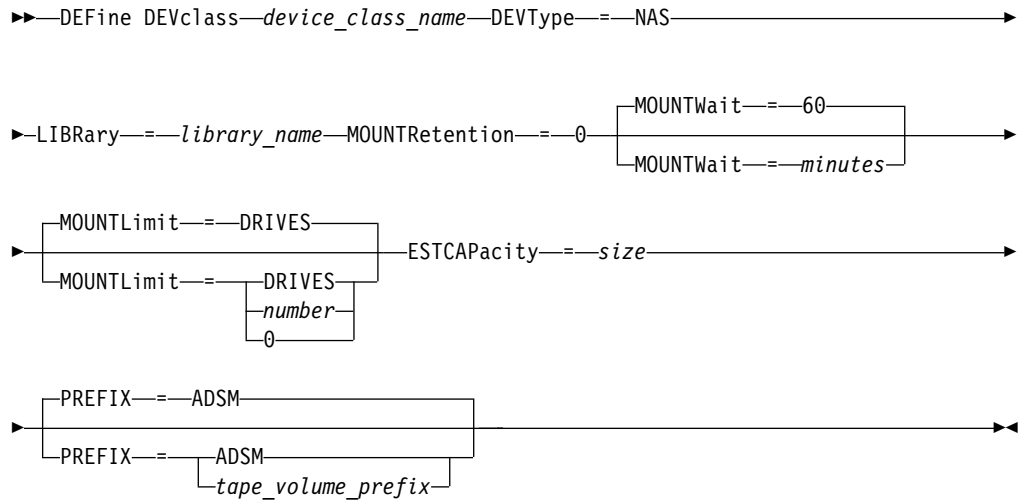 DEFine DEVclass device_class_name DEVType = NAS
MOUNTWait = 60
LIBRary = library_name MOUNTRetention = 0
MOUNTWait = minutes
MOUNTLimit = DRIVES
ESTCAPacity = size
MOUNTLimit = DRIVES
number
0
PREFIX = ADSM
PREFIX = ADSM
tape_volume_prefix